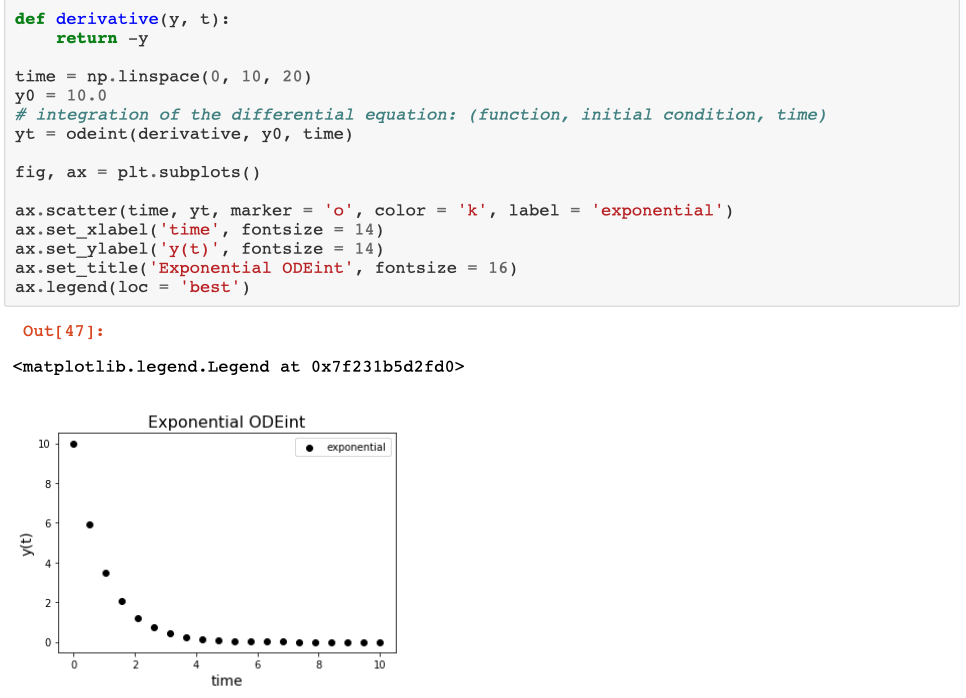 def derivative(y, t):
    return -y
time = np.linspace(0, 10, 20)
y0 = 10.0
# integration of the differential equation: (function, initial condition, time)
yt = odeint(derivative, y0, time)
fig, ax = plt.subplots()
ax.scatter(time, yt, marker = 'o', color = 'k', label = 'exponential')
ax.set_xlabel('time', fontsize = 14)
ax.set_ylabel('y(t)', fontsize = 14)
ax.set_title('Exponential ODEint', fontsize = 16)
ax.legend(loc = 'best')
Out[47]:
<matplotlib.legend.Legend at 0x7f231b5d2fd0>
Exponential ODEint
exponential
10
8
6
4
2
0
y(t)
0 2 4 6 8 10
time